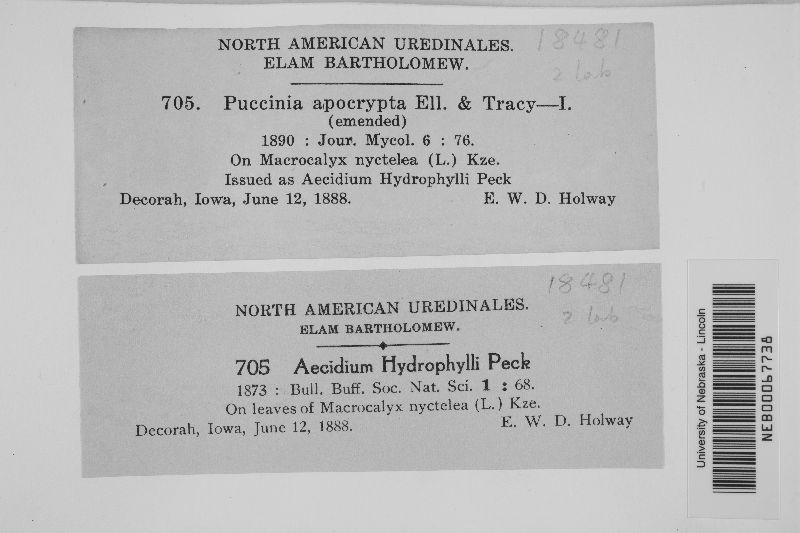 NORTH AMERICAN UREDINALES. 18481
ELAM BARTHOLOMEW. 2 lab
705. Puccinia apocrypta Ell. & Tracy—I.
(emended)
1890 : Jour. Mycol. 6 : 76.
On Macrocalyx nyctelea (L.) Kze.
Issued as Aecidium Hydrophylli Peck
Decorah, Iowa, June 12, 1888. E. W. D. Holway
18481
NORTH AMERICAN UREDINALES.
ELAM BARTHOLOMEW. 2 lab
705 Aecidium Hydrophylli Peck
1873 : Bull. Buff. Soc. Nat. Sci. 1 : 68.
On leaves of Macrocalyx nyctelea (L.) Kze.
Decorah, Iowa, June 12, 1888. E. W. D. Holway
University of Nebraska - Lincoln
NEB00067738